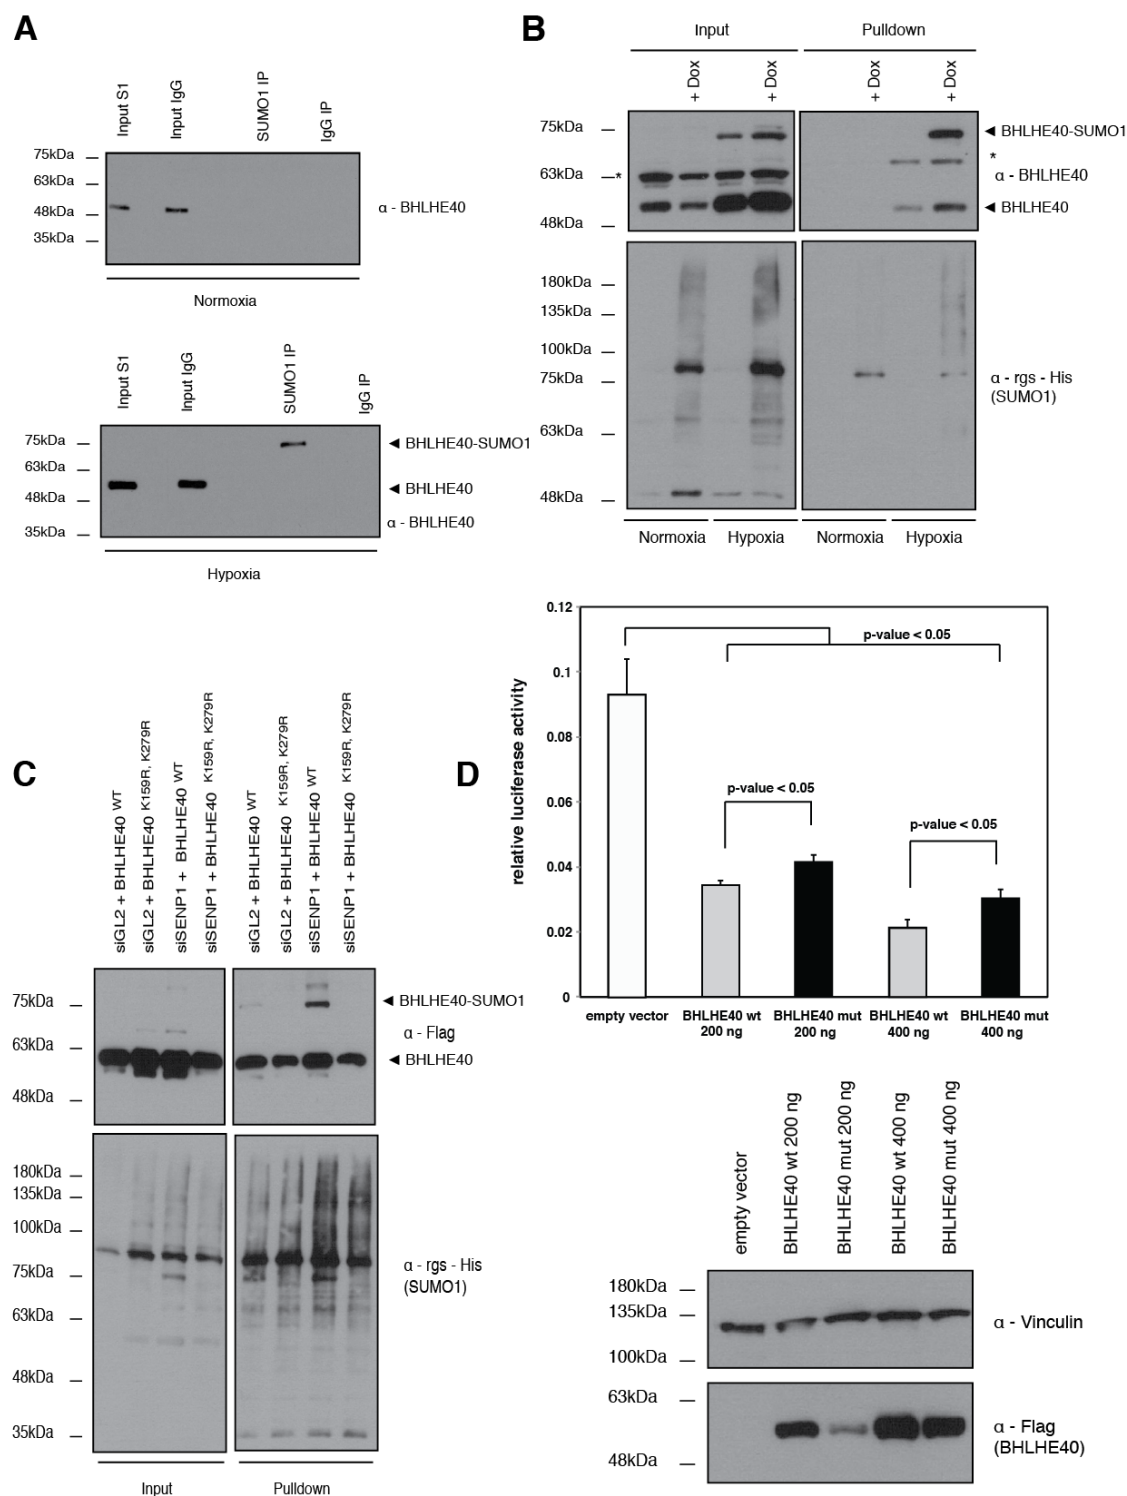 A
Input S1
Input IgG
SUMO1 IP
IgG IP
75kDa
63kDa
48kDa
35kDa
α - BHLHE40
Normoxia
Input S1
Input IgG
SUMO1 IP
IgG IP
75kDa
63kDa
48kDa
35kDa
BHLHE40-SUMO1
BHLHE40
α - BHLHE40
Hypoxia
B
Input
Pulldown
+ Dox
+ Dox
+ Dox
+ Dox
75kDa
63kDa
*
48kDa
BHLHE40-SUMO1
*
α - BHLHE40
BHLHE40
180kDa
135kDa
100kDa
75kDa
63kDa
48kDa
α - rgs - His
(SUMO1)
Normoxia
Hypoxia
Normoxia
Hypoxia
C
siGL2 + BHLHE40 WT
siGL2 + BHLHE40 K159R, K279R
siSENP1 + BHLHE40 WT
siSENP1 + BHLHE40 K159R, K279R
siGL2 + BHLHE40 WT
siGL2 + BHLHE40 K159R, K279R
siSENP1 + BHLHE40 WT
siSENP1 + BHLHE40 K159R, K279R
75kDa
63kDa
48kDa
BHLHE40-SUMO1
α - Flag
BHLHE40
180kDa
135kDa
100kDa
75kDa
63kDa
48kDa
35kDa
α - rgs - His
(SUMO1)
Input
Pulldown
D
relative luciferase activity
0.12
0.1
0.08
0.06
0.04
0.02
0
p-value < 0.05
p-value < 0.05
p-value < 0.05
empty vector
BHLHE40 wt
200 ng
BHLHE40 mut
200 ng
BHLHE40 wt
400 ng
BHLHE40 mut
400 ng
empty vector
BHLHE40 wt 200 ng
BHLHE40 mut 200 ng
BHLHE40 wt 400 ng
BHLHE40 mut 400 ng
180kDa
135kDa
100kDa
α - Vinculin
63kDa
48kDa
α - Flag
(BHLHE40)